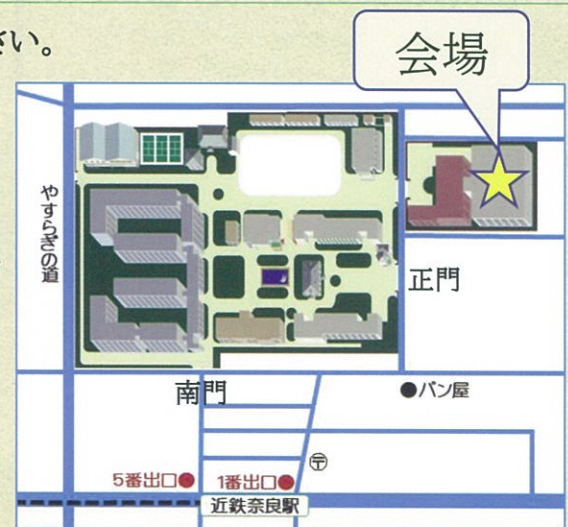 さい。
会場
やすらぎの道
正門
南門
●パン屋
〒
5番出口●
1番出口●
近鉄奈良駅